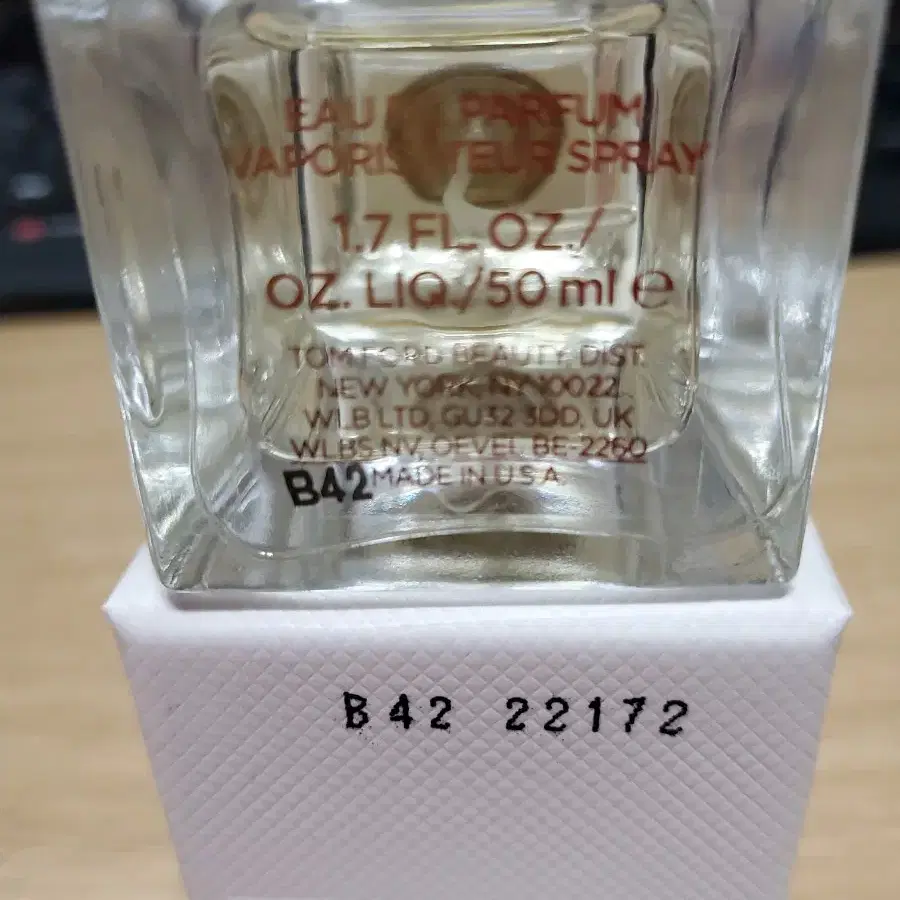 EAU DE PARFUM
VAPORISATEUR SPRAY
1.7 FL. OZ./
OZ. LIQ./50 ml e
TOM FORD BEAUTY, DIST.
NEW YORK, NY 10022
WLB LTD, GU32 3DD, UK
WLBS NV, OEVEL BE-2260
B42 MADE IN U.S.A.
B42 22172